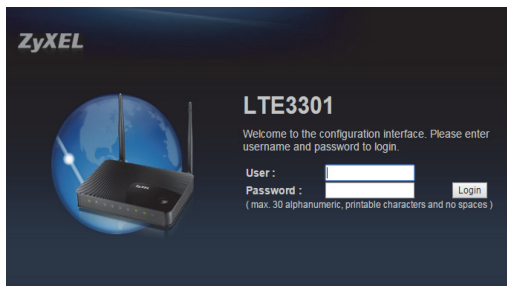 ZyXEL
LTE3301
Welcome to the configuration interface. Please enter
username and password to login.
User :
Password :
Login
( max. 30 alphanumeric, printable characters and no spaces )
ZyXEL